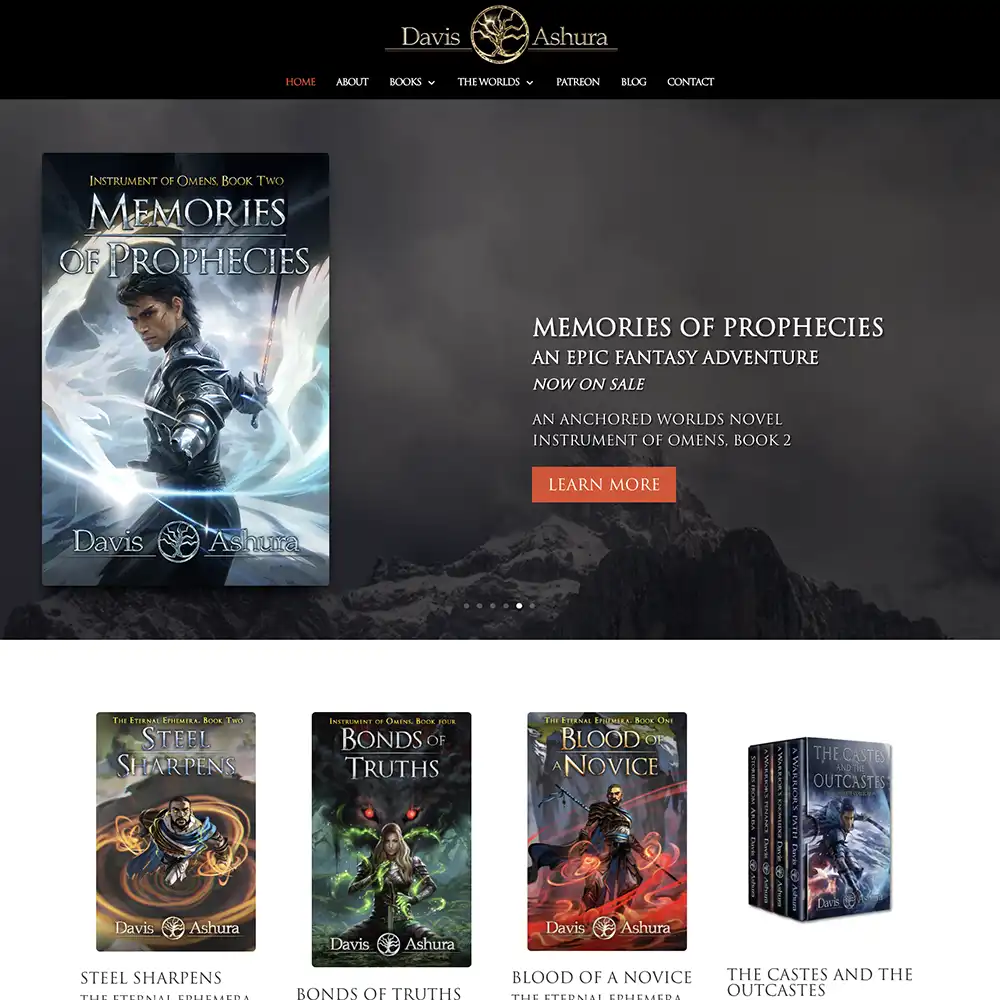 Davis Ashura
HOME ABOUT BOOKS THE WORLDS PATREON BLOG CONTACT
INSTRUMENT OF OMENS, BOOK TWO
MEMORIES
OF PROPHECIES
Davis Ashura
MEMORIES OF PROPHECIES
AN EPIC FANTASY ADVENTURE
NOW ON SALE
AN ANCHORED WORLDS NOVEL
INSTRUMENT OF OMENS, BOOK 2
LEARN MORE
THE ETERNAL EPHEMERA, BOOK TWO
STEEL
SHARPENS
Davis Ashura
STEEL SHARPENS
THE ETERNAL EPHEMERA
INSTRUMENT OF OMENS, BOOK FOUR
BONDS OF
TRUTHS
Davis Ashura
BONDS OF TRUTHS
THE ETERNAL EPHEMERA, BOOK ONE
BLOOD OF
A NOVICE
Davis Ashura
BLOOD OF A NOVICE
THE ETERNAL EPHEMERA
STORIES FROM ARISA Davis
A WARRIOR'S PENANCE Davis Ashura
A WARRIOR'S KNOWLEDGE Davis Ashura
A WARRIOR'S PATH Davis Ashura
THE CASTES
AND THE
OUTCASTES
Davis Ashura
THE CASTES AND THE
OUTCASTES